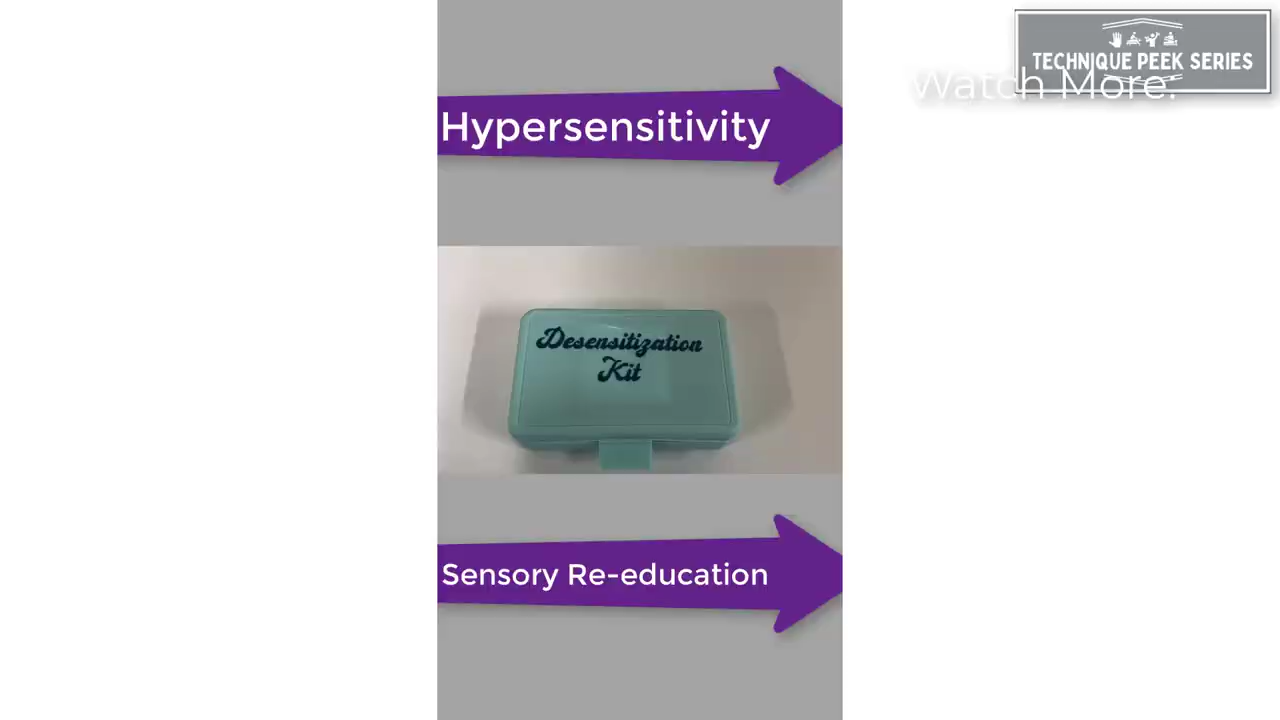 Hypersensitivity
TECHNIQUE PEEK SERIES
Watch More.
Desensitization
Kit
Sensory Re-education